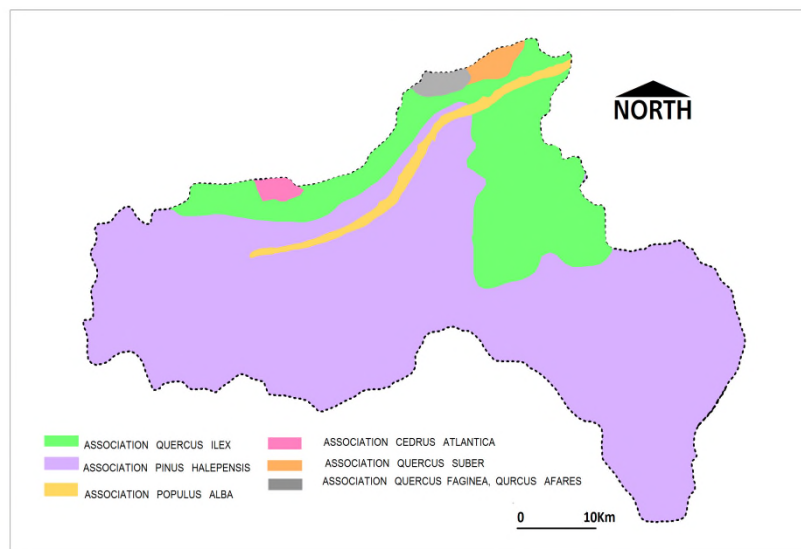 NORTH
ASSOCIATION QUERCUS ILEX
ASSOCIATION PINUS HALEPENSIS
ASSOCIATION POPULUS ALBA
ASSOCIATION CEDRUS ATLANTICA
ASSOCIATION QUERCUS SUBER
ASSOCIATION QUERCUS FAGINEA, QURCUS AFARES
0 10Km